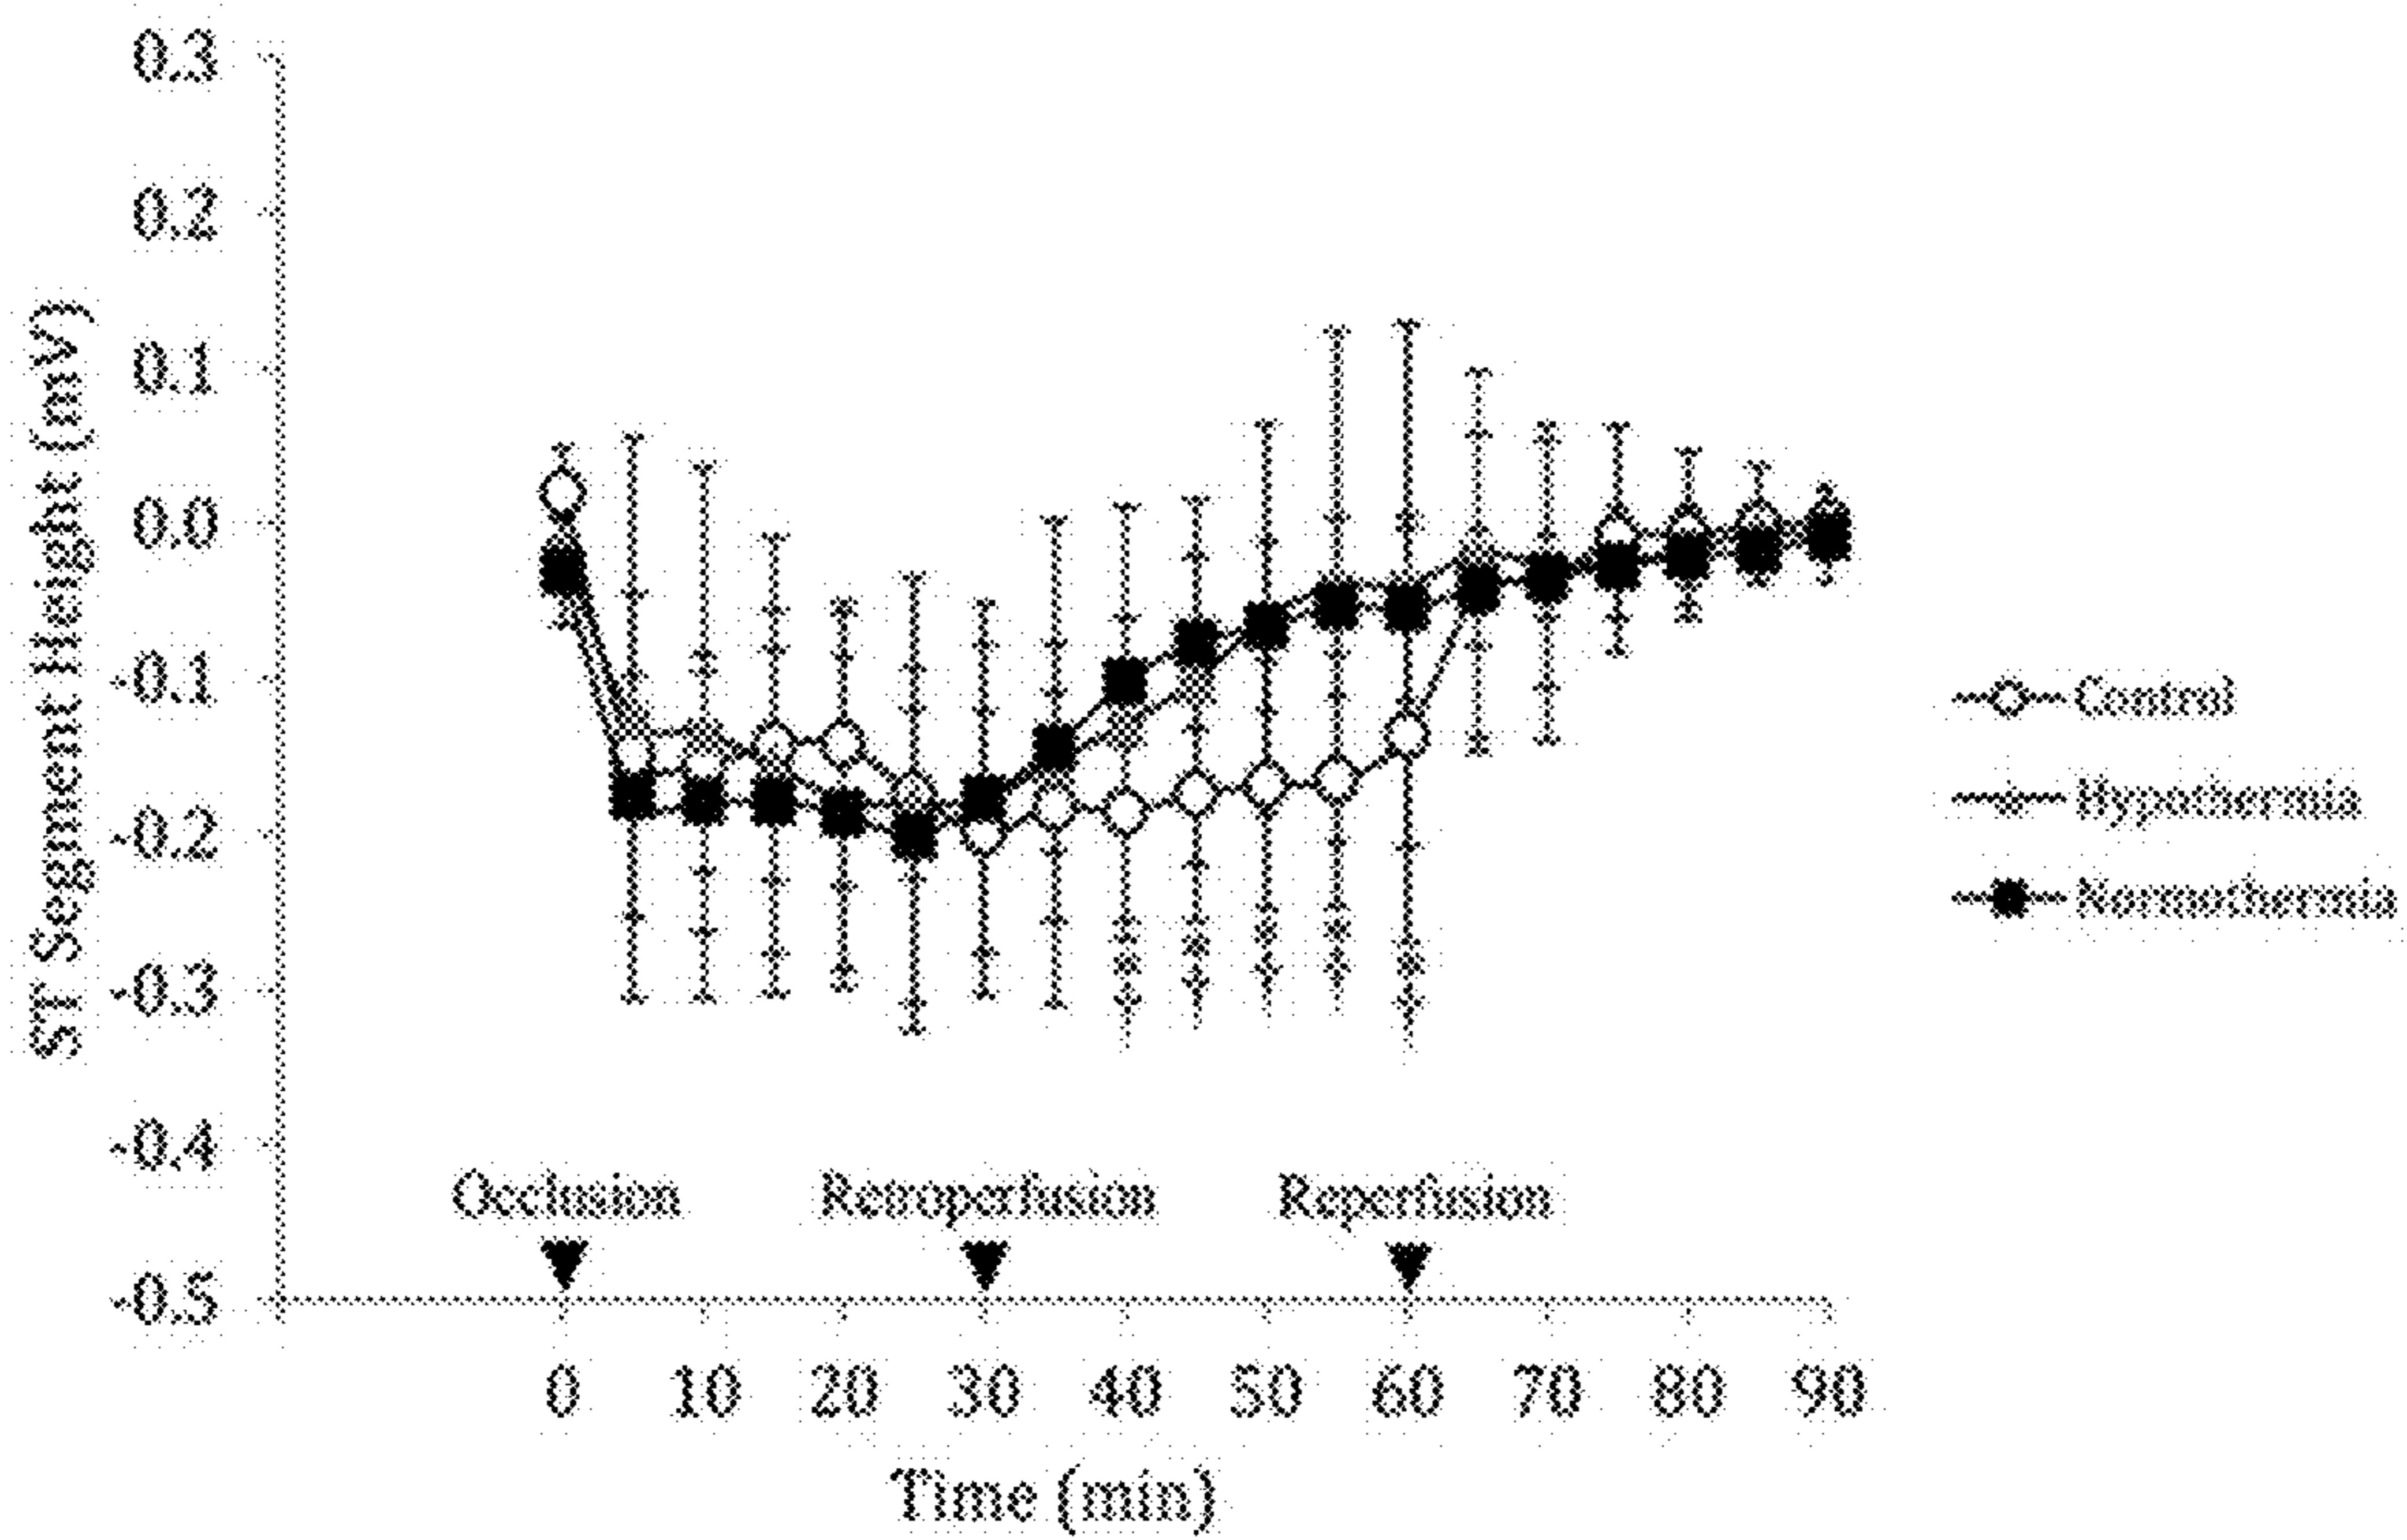 ST Segment Height (mV)
0.3
0.2
0.1
0.0
-0.1
-0.2
-0.3
-0.4
-0.5
Occlusion
Retroperfusion
Reperfusion
0 10 20 30 40 50 60 70 80 90
Time (min)
Control
Hypothermia
Normothermia